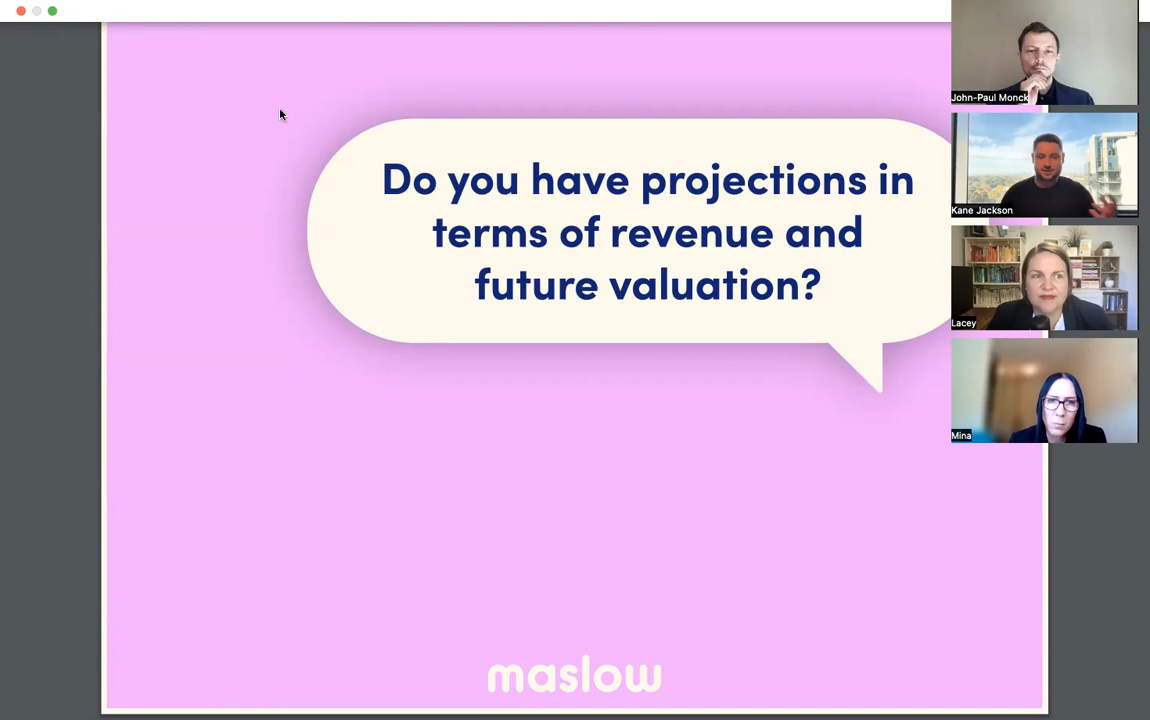 Do you have projections in
terms of revenue and
future valuation?
maslow
John-Paul Monck
Kane Jackson
Lacey
Mina